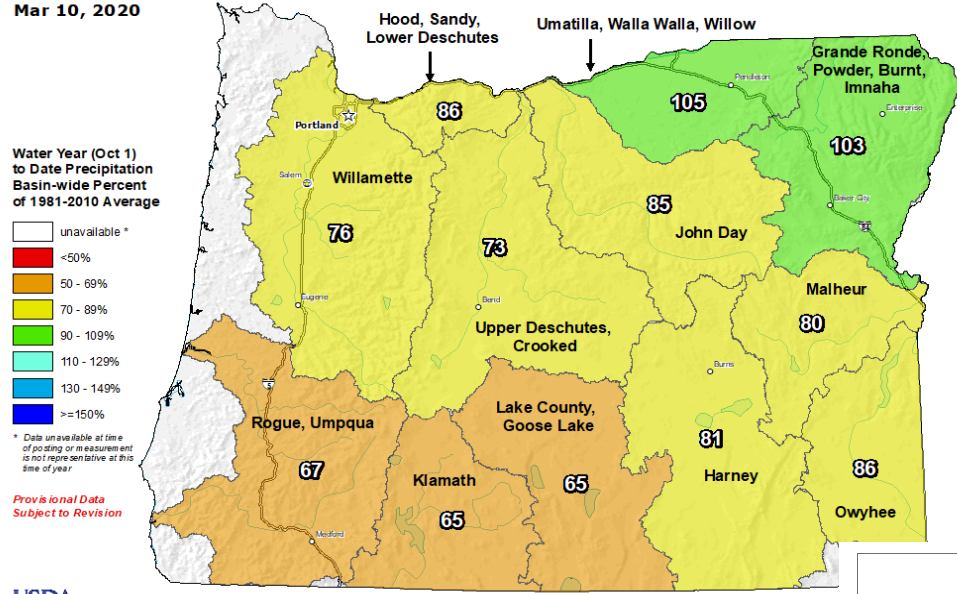 Mar 10, 2020
Hood, Sandy,
Lower Deschutes
Umatilla, Walla Walla, Willow
Grande Ronde,
Powder, Burnt,
Imnaha
Pendleton
Enterprise
105
86
103
Portland
Water Year (Oct 1)
to Date Precipitation
Basin-wide Percent
of 1981-2010 Average
unavailable *
<50%
50 - 69%
70 - 89%
90 - 109%
110 - 129%
130 - 149%
>=150%
* Data unavailable at time
of posting or measurement
is not representative at this
time of year
Provisional Data
Subject to Revision
Salem
Willamette
76
73
85
John Day
Baker City
84
Eugene
Bend
Upper Deschutes,
Crooked
Malheur
80
Burns
5
Rogue, Umpqua
67
Medford
Klamath
65
Lake County,
Goose Lake
65
81
Harney
86
Owyhee
USDA